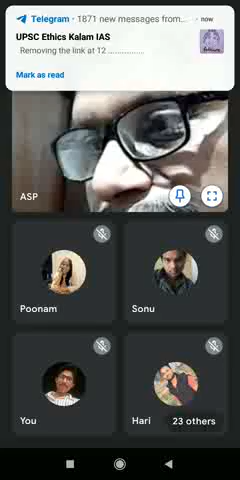 Telegram · 1871 new messages from... · now
UPSC Ethics Kalam IAS
Removing the link at 12 ................
Mark as read
ASP
Poonam
Sonu
You
Hari
23 others